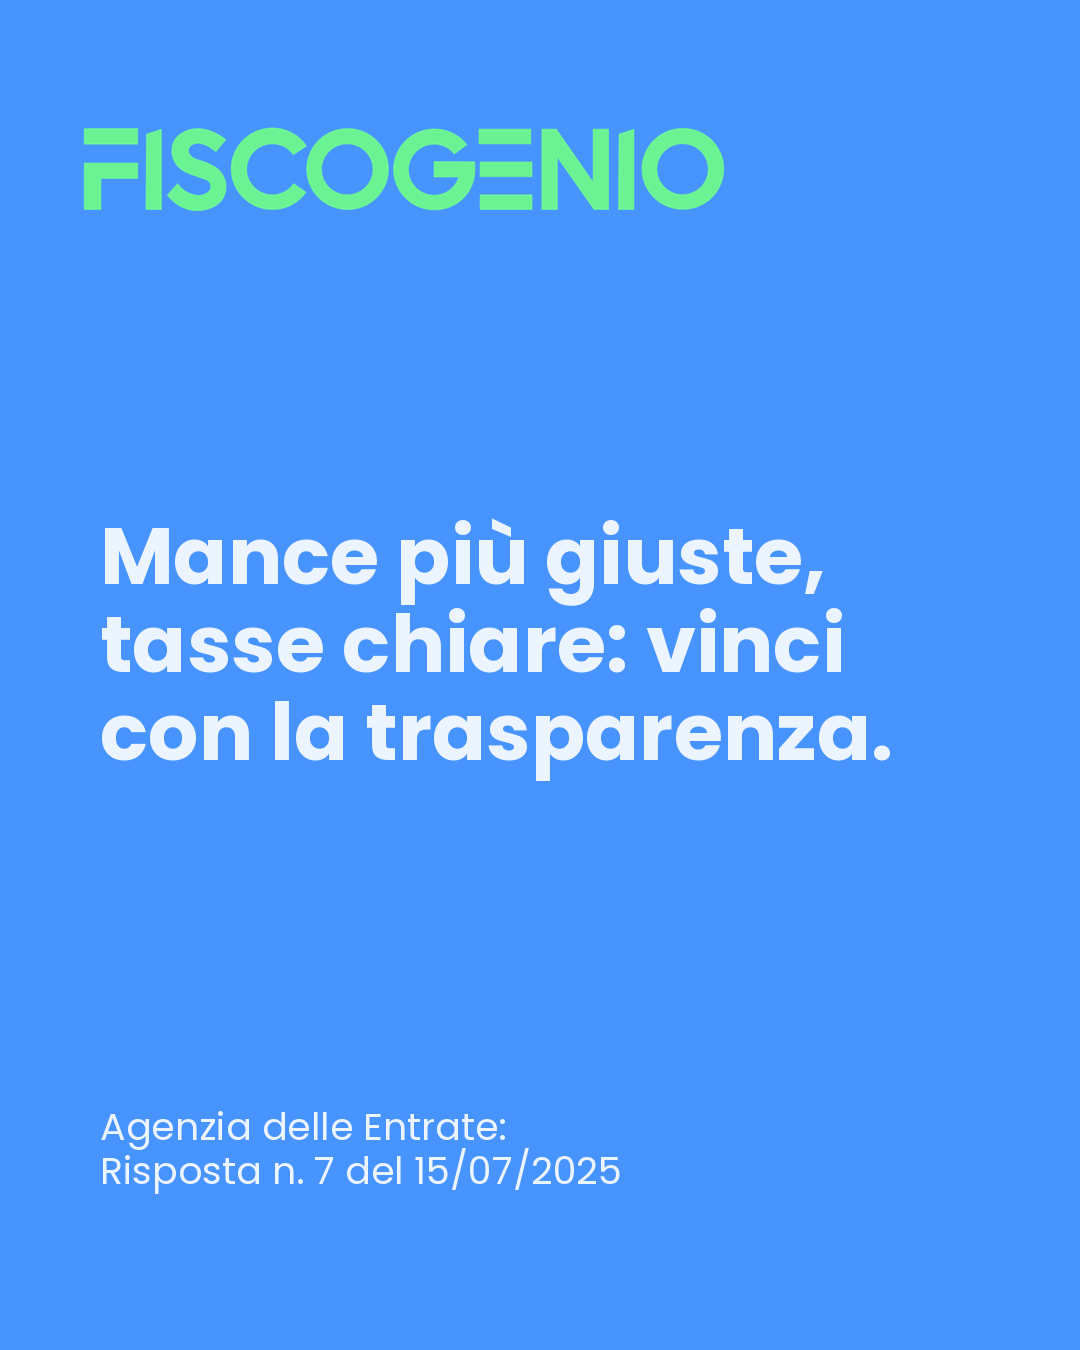 FISCOGENIO
Mance più giuste,
tasse chiare: vinci
con la trasparenza.
Agenzia delle Entrate:
Risposta n. 7 del 15/07/2025